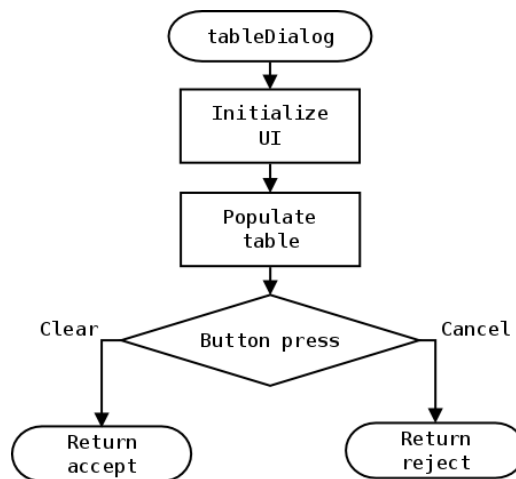 tableDialog
Initialize
UI
Populate
table
Clear
Button press
Cancel
Return
accept
Return
reject